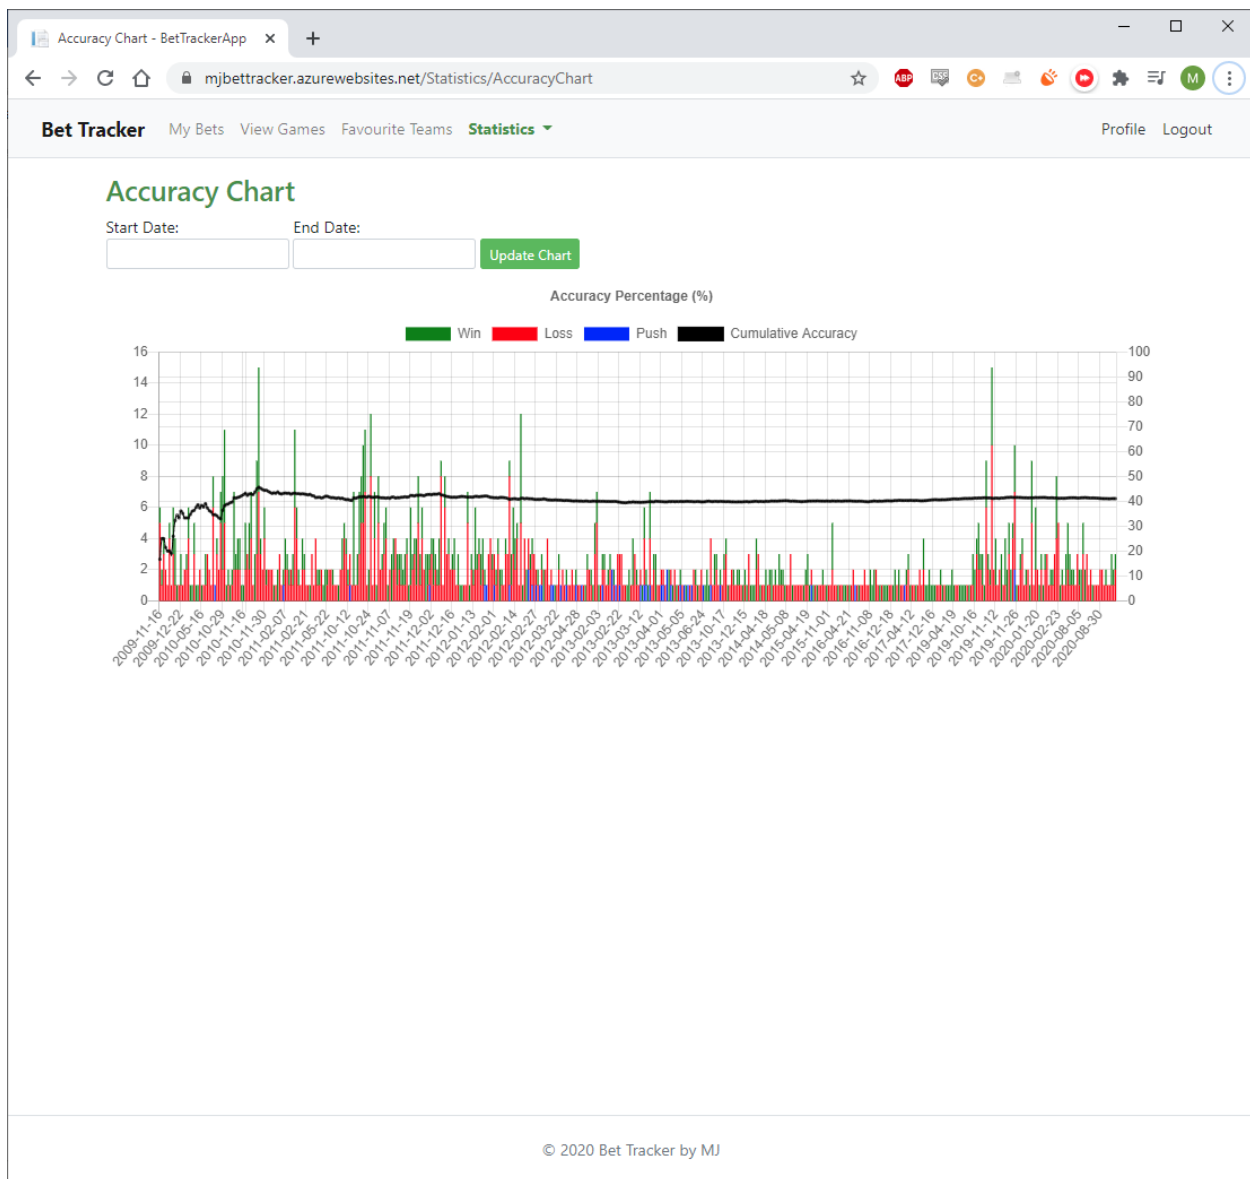 Accuracy Chart - BetTrackerApp
mjbettracker.azurewebsites.net/Statistics/AccuracyChart
ABP CSS C+ M
Bet Tracker My Bets View Games Favourite Teams Statistics Profile Logout
Accuracy Chart
Start Date: End Date:
Update Chart
Accuracy Percentage (%)
Win Loss Push Cumulative Accuracy
16 100
14 90
12 80
10 70
8 60
6 50
4 40
2 30
0 20
10
0
2009-11-16 2009-12-22 2010-05-16 2010-10-29 2010-11-16 2010-11-30 2011-02-07 2011-02-21 2011-05-22 2011-10-12 2011-10-24 2011-11-07 2011-11-19 2011-12-02 2011-12-16 2012-01-13 2012-02-01 2012-02-14 2012-02-27 2012-03-22 2012-04-28 2013-02-03 2013-02-22 2013-03-12 2013-04-01 2013-05-05 2013-06-24 2013-10-17 2013-12-15 2014-04-18 2014-05-08 2015-04-19 2015-11-01 2016-04-21 2016-11-08 2016-12-18 2017-04-12 2017-12-16 2019-04-19 2019-10-16 2019-11-12 2019-11-26 2020-01-20 2020-02-23 2020-08-05 2020-08-30
© 2020 Bet Tracker by MJ